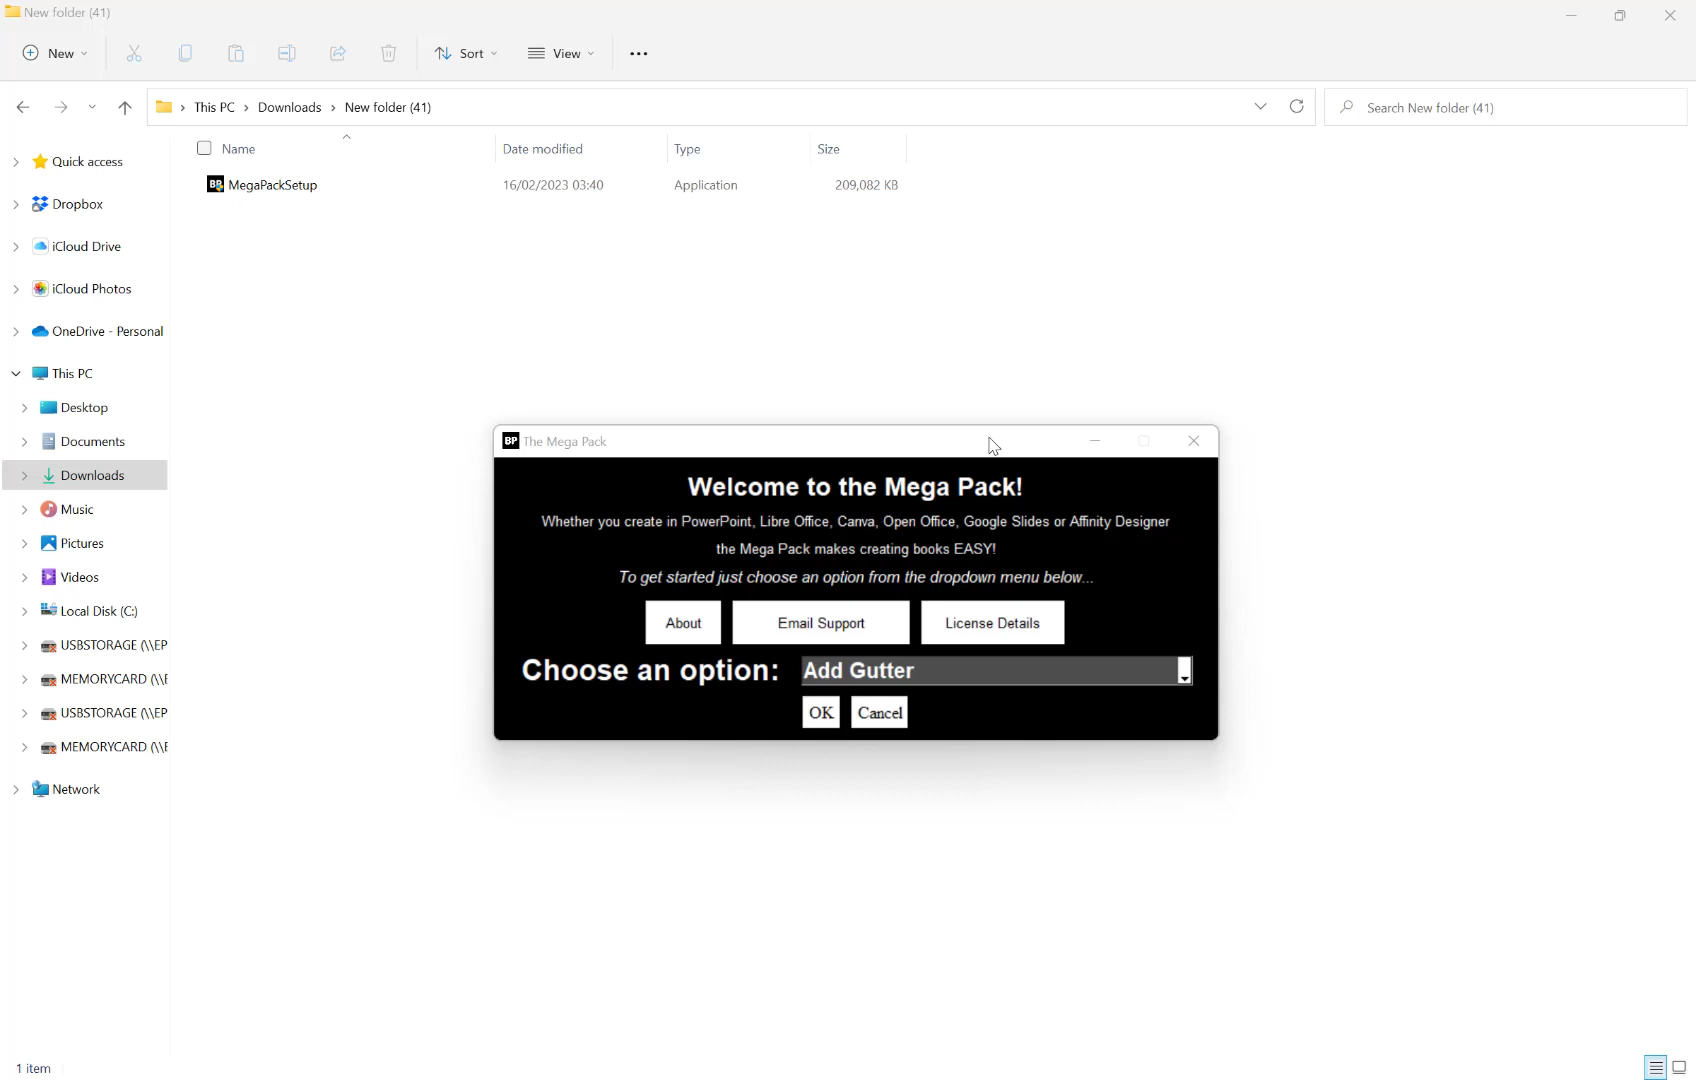 New folder (41)
New
Sort
View
This PC > Downloads > New folder (41)
Search New folder (41)
Name
Date modified
Type
Size
MegaPackSetup
16/02/2023 03:40
Application
209,082 KB
Quick access
Dropbox
iCloud Drive
iCloud Photos
OneDrive - Personal
This PC
Desktop
Documents
Downloads
Music
Pictures
Videos
Local Disk (C:)
USBSTORAGE (\\EP
MEMORYCARD (\\E
USBSTORAGE (\\EP
MEMORYCARD (\\E
Network
BP The Mega Pack
Welcome to the Mega Pack!
Whether you create in PowerPoint, Libre Office, Canva, Open Office, Google Slides or Affinity Designer
the Mega Pack makes creating books EASY!
To get started just choose an option from the dropdown menu below...
About
Email Support
License Details
Choose an option:
Add Gutter
OK
Cancel
1 item